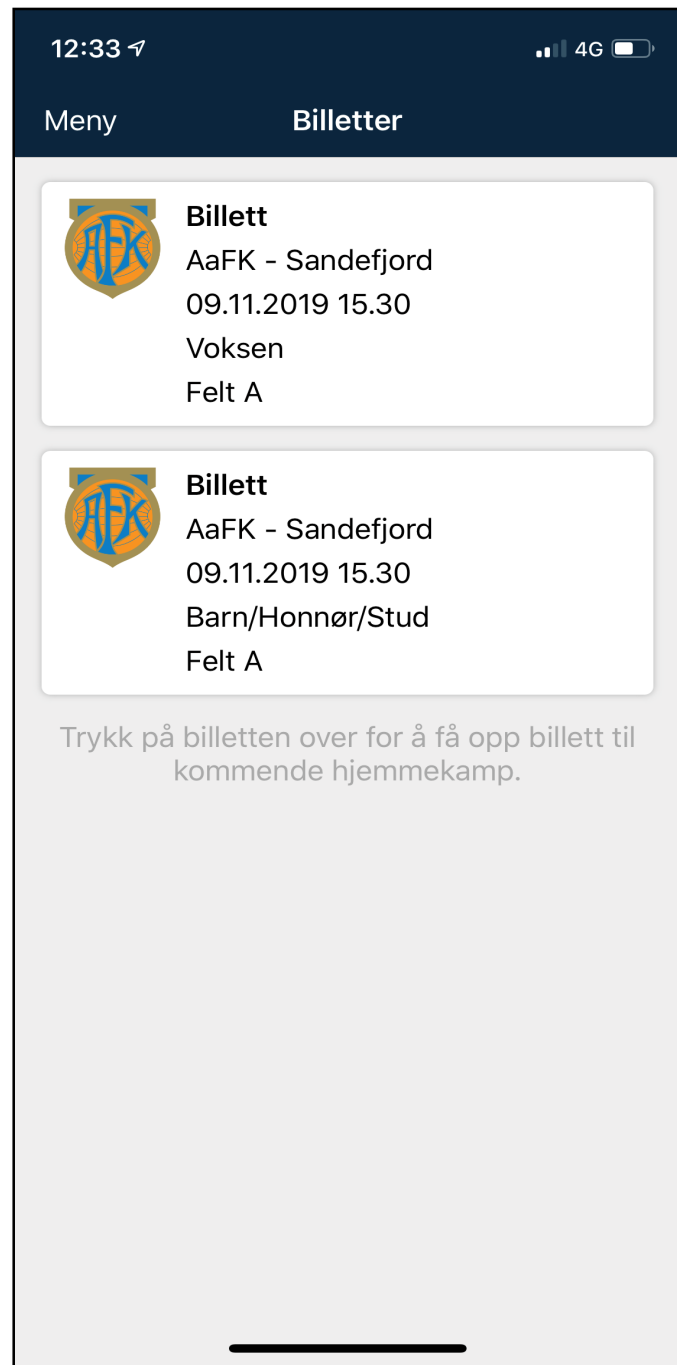 12:33
4G
Meny
Billetter
AFK
Billett
AaFK - Sandefjord
09.11.2019 15.30
Voksen
Felt A
AFK
Billett
AaFK - Sandefjord
09.11.2019 15.30
Barn/Honnør/Stud
Felt A
Trykk på billetten over for å få opp billett til
kommende hjemmekamp.